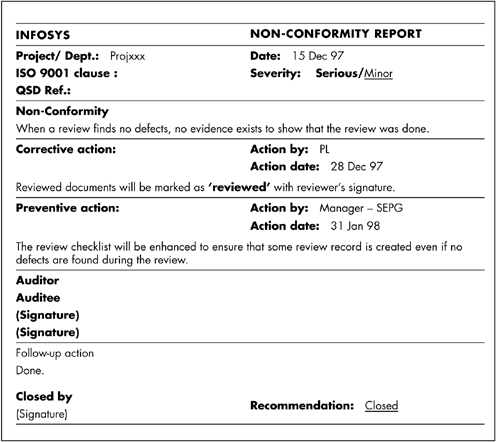 INFOSYS NON-CONFORMITY REPORT
Project/ Dept.: Projxxx Date: 15 Dec 97
ISO 9001 clause : Severity: Serious/Minor
QSD Ref.:
Non-Conformity
When a review finds no defects, no evidence exists to show that the review was done.
Corrective action: Action by: PL
Action date: 28 Dec 97
Reviewed documents will be marked as ‘reviewed’ with reviewer’s signature.
Preventive action: Action by: Manager – SEPG
Action date: 31 Jan 98
The review checklist will be enhanced to ensure that some review record is created even if no
defects are found during the review.
Auditor
Auditee
(Signature)
(Signature)
Follow-up action
Done.
Closed by
(Signature) Recommendation: Closed